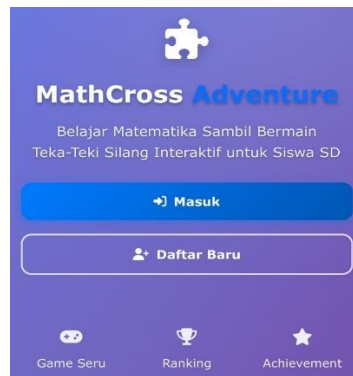 MathCross Adventure
Belajar Matematika Sambil Bermain
Teka-Teki Silang Interaktif untuk Siswa SD
Masuk
Daftar Baru
Game Seru Ranking Achievement